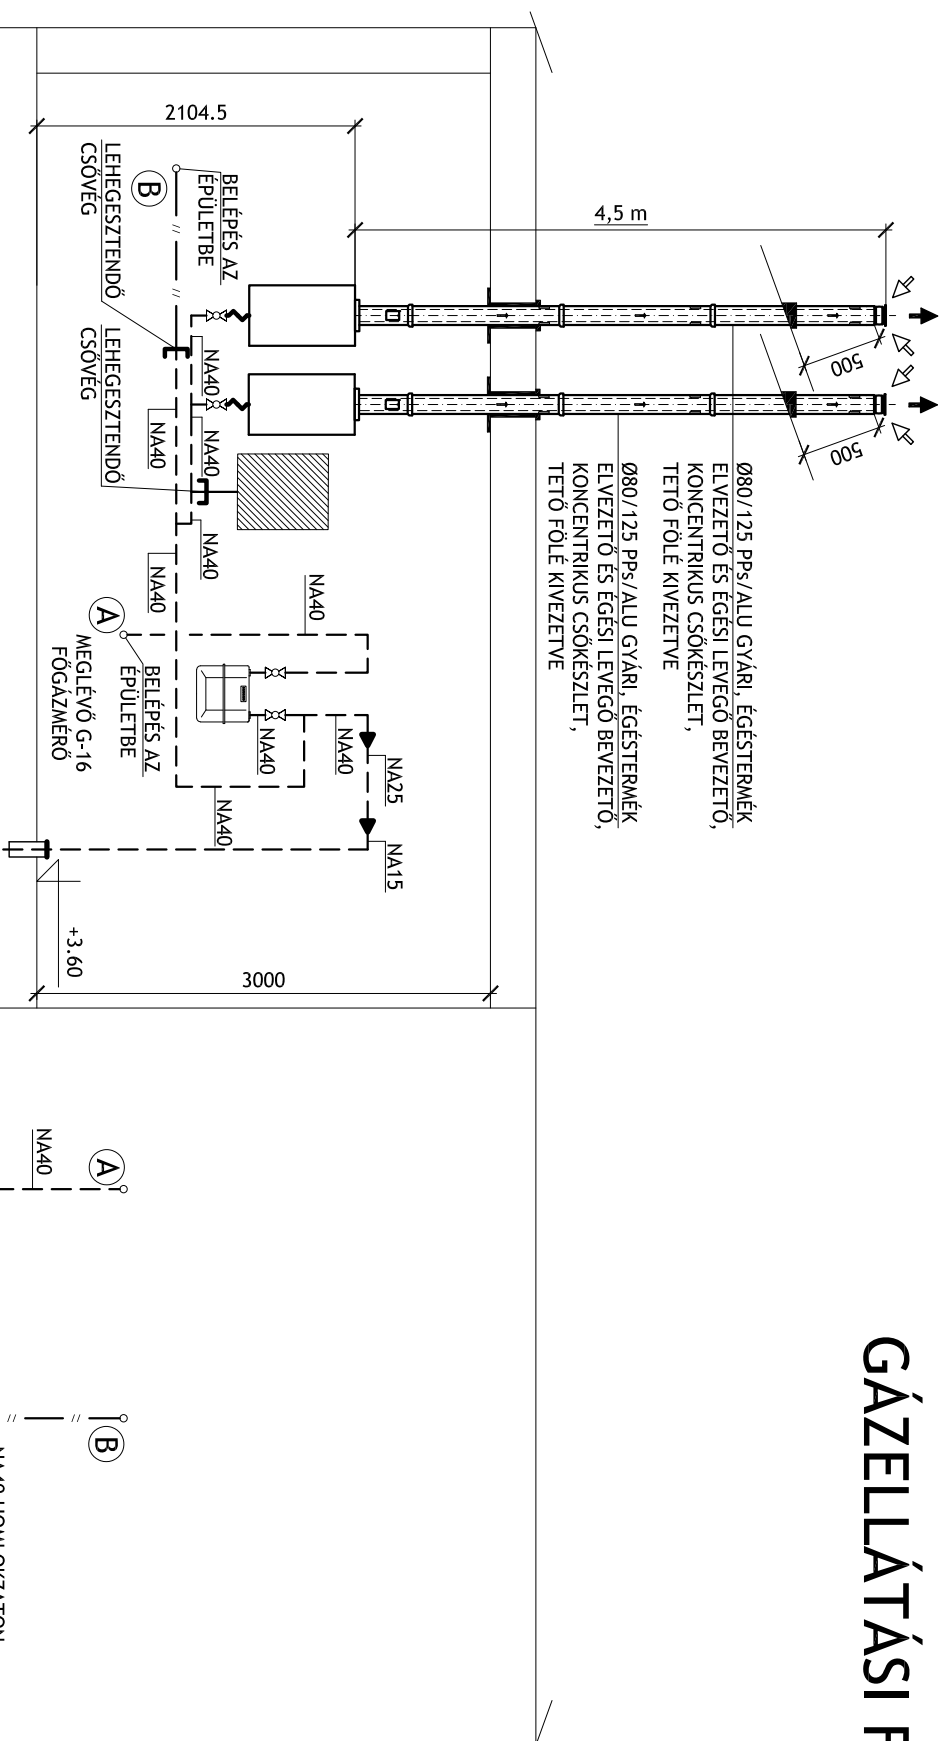 GÁZELLÁTÁSI
4,5 m
500
500
Ø80/125 PPs/ALU GYÁRI, ÉGÉSTERMÉK
ELVEZETŐ ÉS ÉGÉSI LEVEGŐ BEVEZETŐ,
KONCENTRIKUS CSŐKÉSZLET,
TETŐ FÖLÉ KIVEZETVE
Ø80/125 PPs/ALU GYÁRI, ÉGÉSTERMÉK
ELVEZETŐ ÉS ÉGÉSI LEVEGŐ BEVEZETŐ,
KONCENTRIKUS CSŐKÉSZLET,
TETŐ FÖLÉ KIVEZETVE
2104.5
BELÉPÉS AZ
ÉPÜLETBE
B
LEHEGESZTENDŐ
CSŐVÉG
LEHEGESZTENDŐ
CSŐVÉG
NA40
NA40
NA40
NA40
NA40
NA40
NA40
NA40
NA40
NA25
NA15
A
BELÉPÉS AZ
ÉPÜLETBE
MEGLÉVŐ G-16
FŐGÁZMÉRŐ
+3.60
3000
A
NA40
B